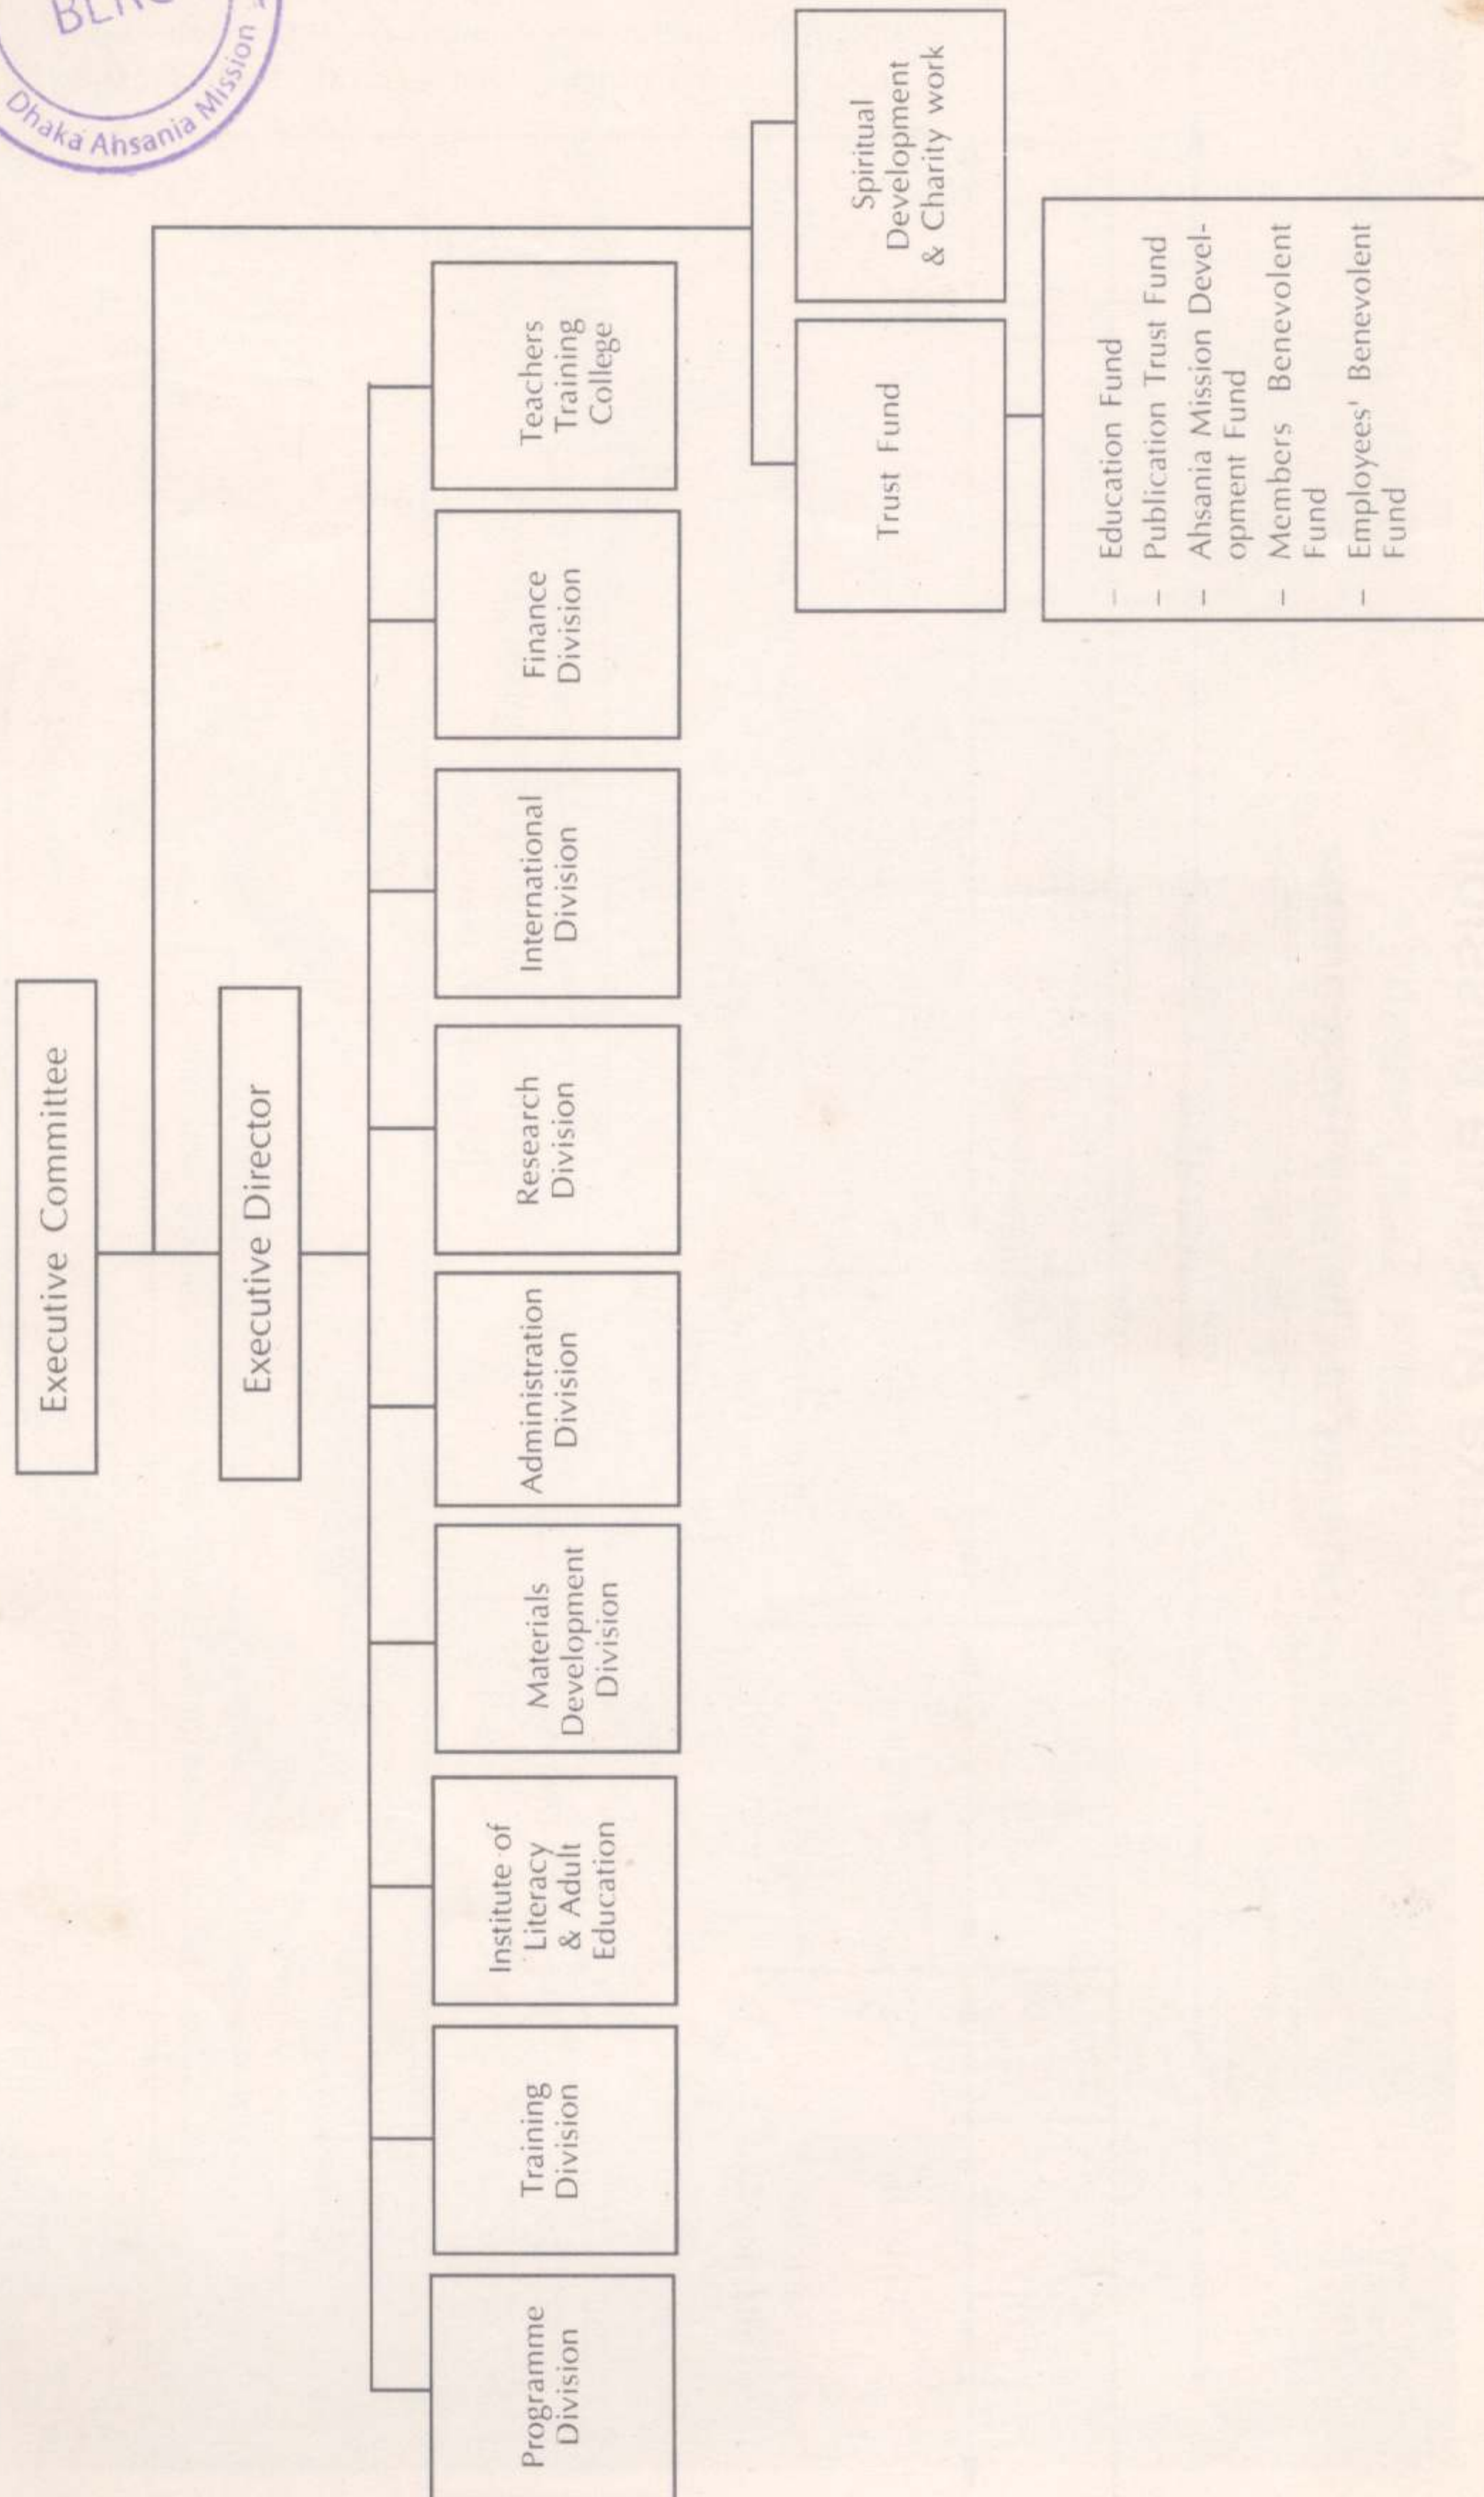 Dhaka Ahsania Mission
Executive Committee
Executive Director
Programme
Division
Training
Division
Institute of
Literacy
& Adult
Education
Materials
Development
Division
Administration
Division
Research
Division
International
Division
Finance
Division
Teachers
Training
College
Trust Fund
Spiritual
Development
& Charity work
– Education Fund
– Publication Trust Fund
– Ahsania Mission Devel-
opment Fund
– Members Benevolent
Fund
– Employees' Benevolent
Fund